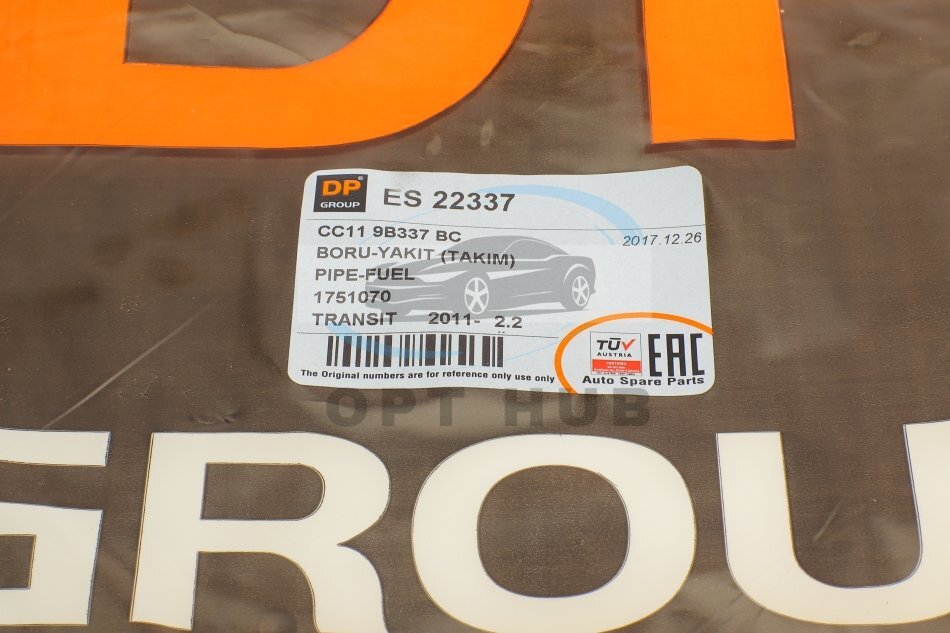 DP
GROUP
ES 22337
CC11 9B337 BC
2017.12.26
BORU-YAKIT (TAKIM)
PIPE-FUEL
1751070
TRANSIT 2011- 2.2
TÜV
AUSTRIA
EAC
The Original numbers are for reference only use only
Auto Spare Parts
OPT HUB
GROU